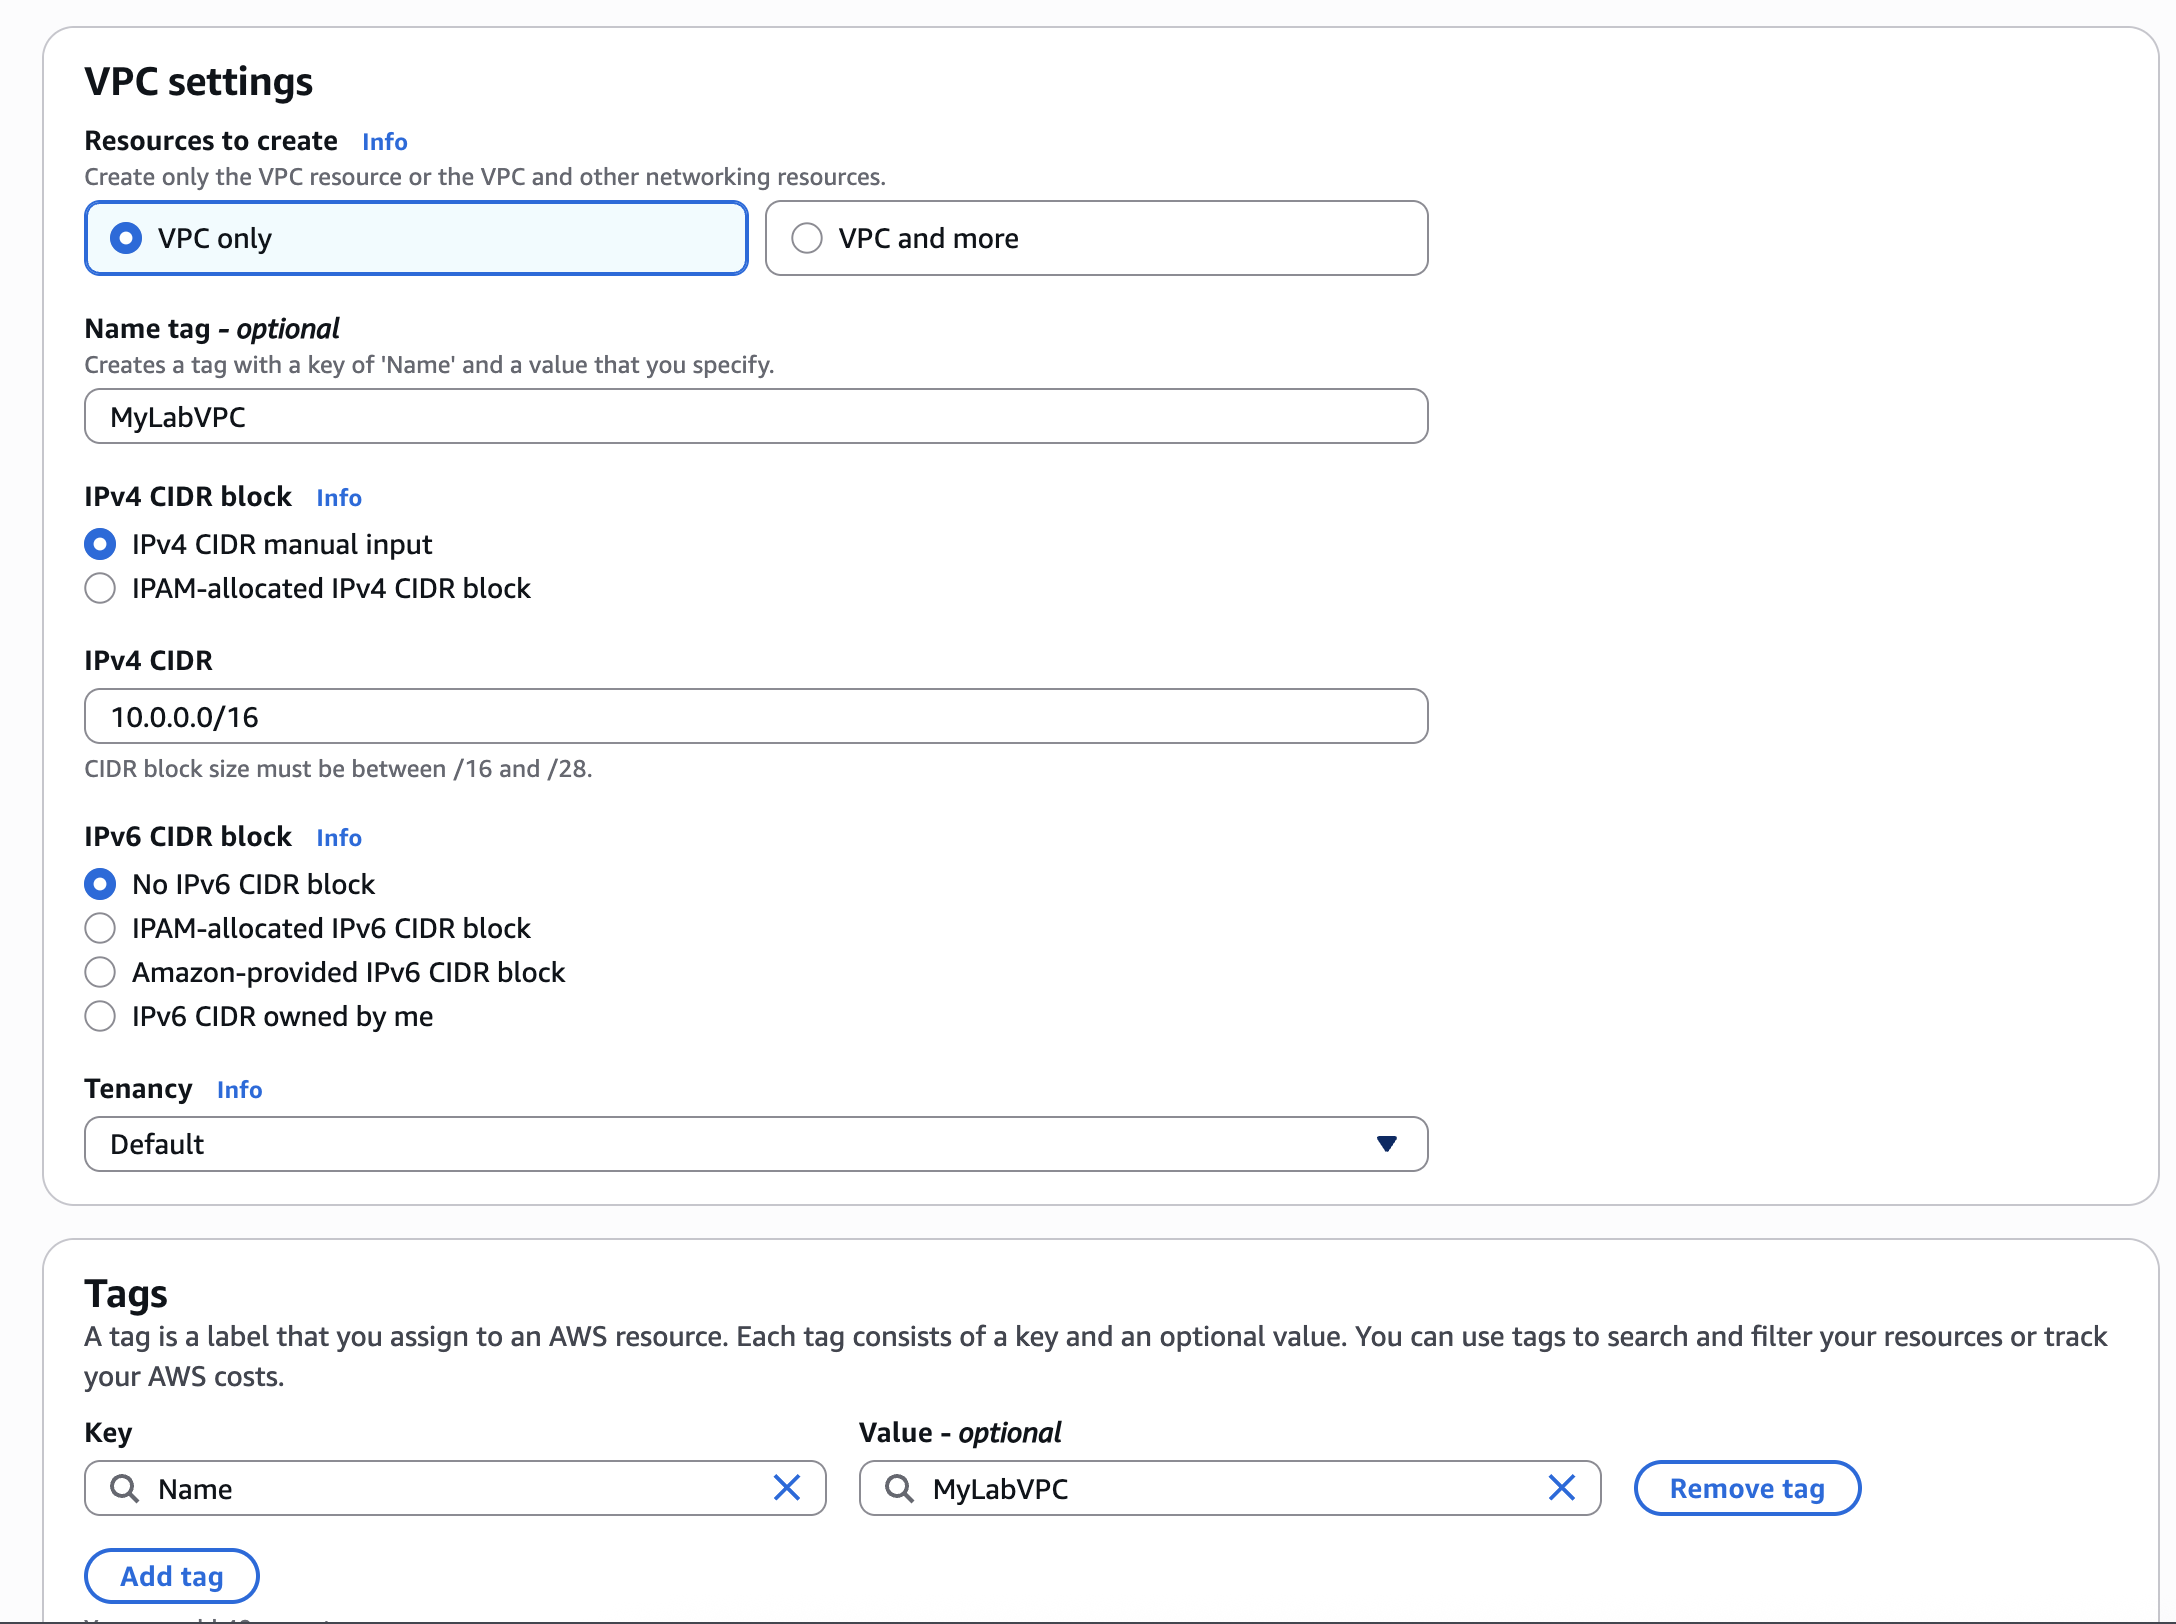 VPC settings
Resources to create Info
Create only the VPC resource or the VPC and other networking resources.
VPC only VPC and more
Name tag - optional
Creates a tag with a key of 'Name' and a value that you specify.
MyLabVPC
IPv4 CIDR block Info
IPv4 CIDR manual input
IPAM-allocated IPv4 CIDR block
IPv4 CIDR
10.0.0.0/16
CIDR block size must be between /16 and /28.
IPv6 CIDR block Info
No IPv6 CIDR block
IPAM-allocated IPv6 CIDR block
Amazon-provided IPv6 CIDR block
IPv6 CIDR owned by me
Tenancy Info
Default
Tags
A tag is a label that you assign to an AWS resource. Each tag consists of a key and an optional value. You can use tags to search and filter your resources or track
your AWS costs.
Key Value - optional
Name MyLabVPC Remove tag
Add tag